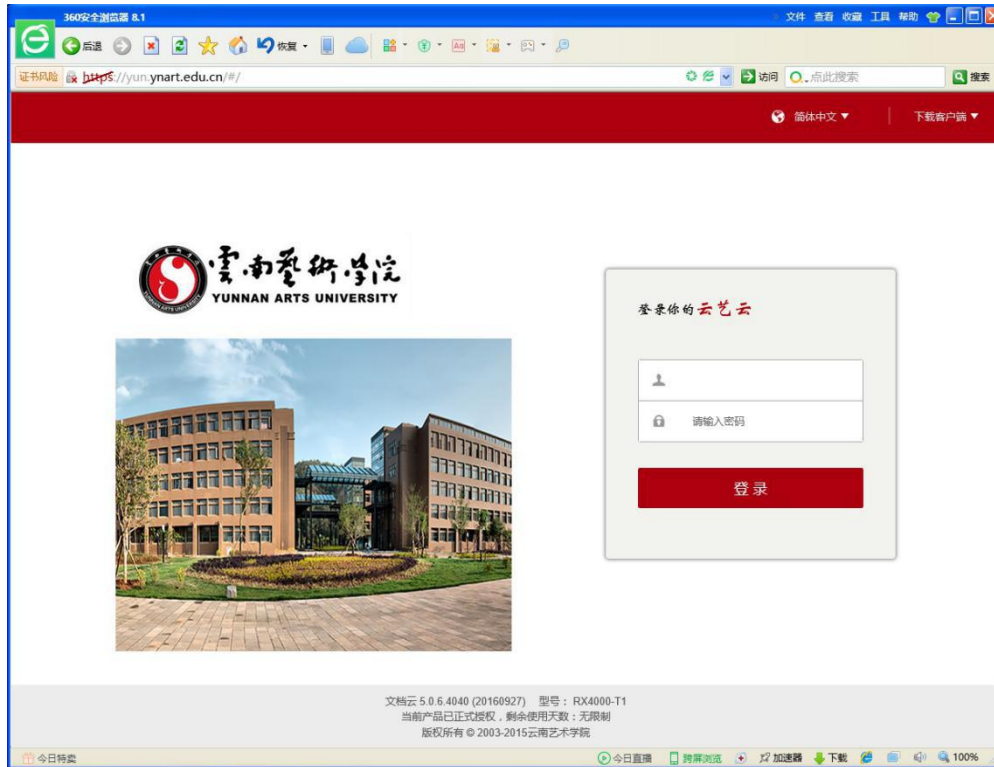 360安全浏览器 8.1
文件 查看 收藏 工具 帮助
后退 恢复
证书风险 https://yun.ynart.edu.cn/#/ 访问 点此搜索 搜索
简体中文 ▼ 下载客户端 ▼
雲南藝術学院
YUNNAN ARTS UNIVERSITY
登录你的云艺云
请输入密码
登录
文档云 5.0.6.4040 (20160927) 型号： RX4000-T1
当前产品已正式授权，剩余使用天数：无限制
版权所有 © 2003-2015云南艺术学院
今日特卖 今日直播 跨屏浏览 加速器 下载 100%